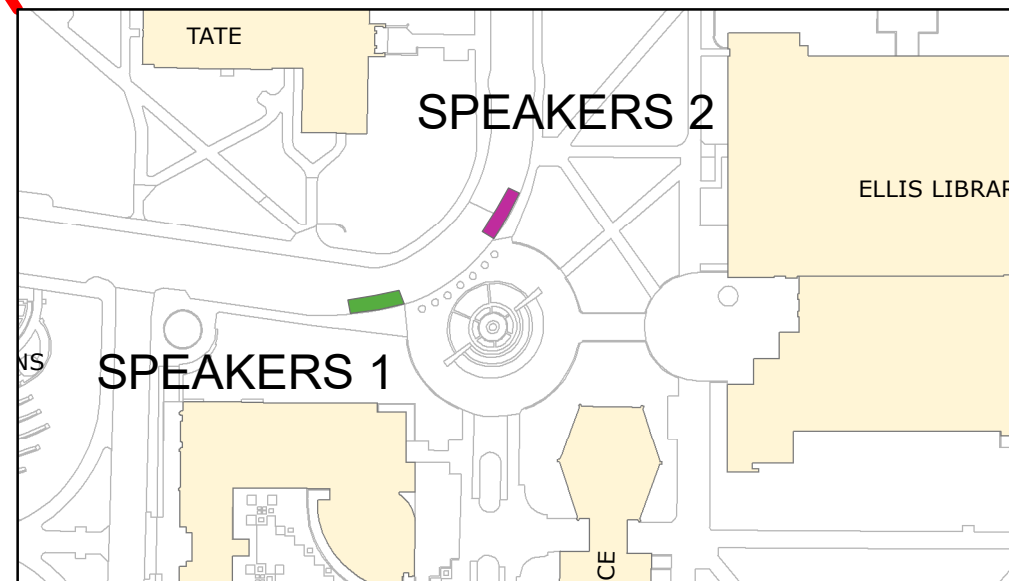 TATE
SPEAKERS 2
ELLIS LIBRAR
NS
SPEAKERS 1
CE